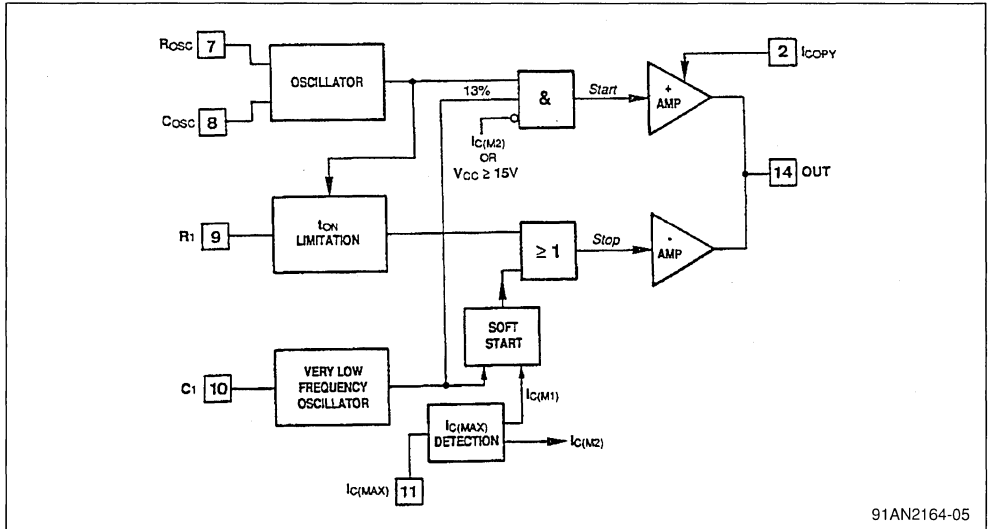 ROSC 7
OSCILLATOR
COSC 8
13%
&
Start
+
AMP
2 ICOPY
IC(M2)
OR
VCC ≥ 15V
14 OUT
R1 9
tON
LIMITATION
≥ 1
Stop
-
AMP
SOFT
START
C1 10
VERY LOW
FREQUENCY
OSCILLATOR
IC(M1)
IC(MAX)
DETECTION
IC(M2)
IC(MAX) 11
91AN2164-05